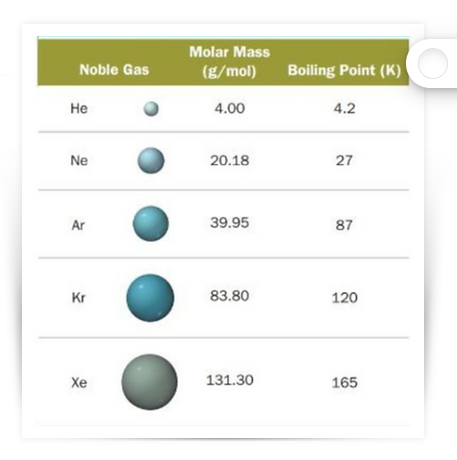 Noble Gas Molar Mass (g/mol) Boiling Point (K)
He 4.00 4.2
Ne 20.18 27
Ar 39.95 87
Kr 83.80 120
Xe 131.30 165